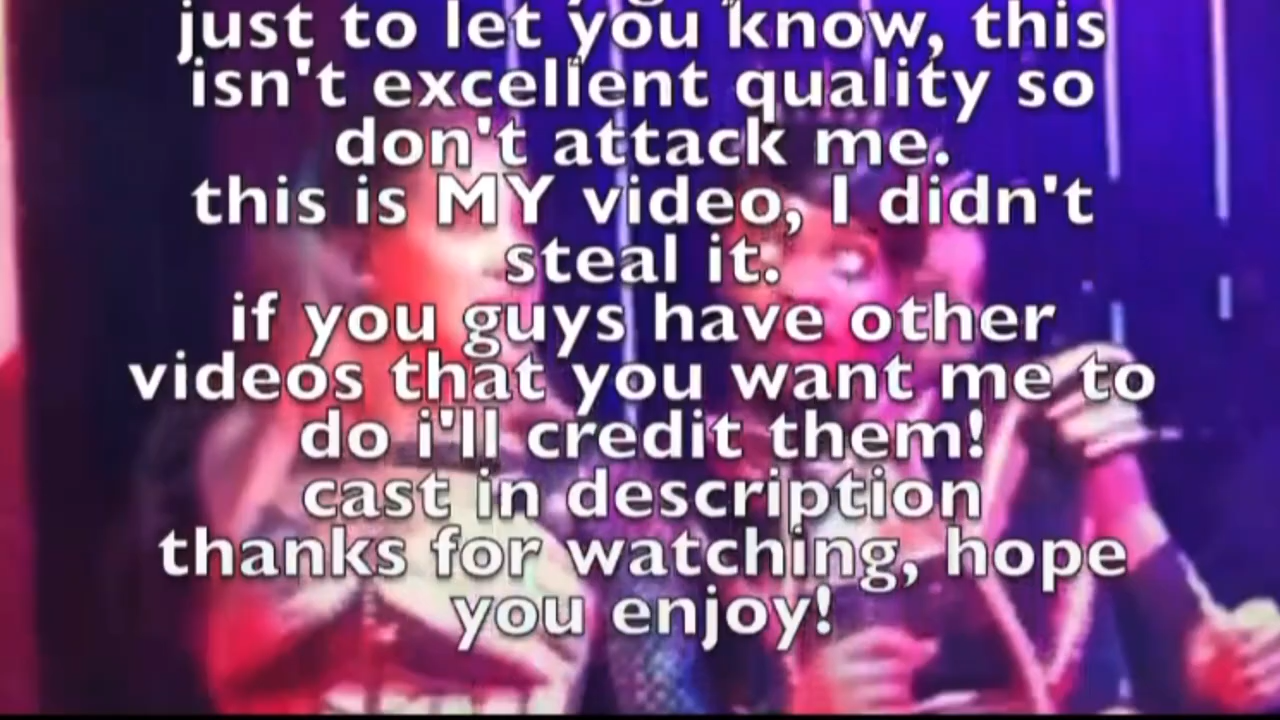 just to let you know, this
isn't excellent quality so
don't attack me.
this is MY video, I didn't
steal it.
if you guys have other
videos that you want me to
do i'll credit them!
cast in description
thanks for watching, hope
you enjoy!